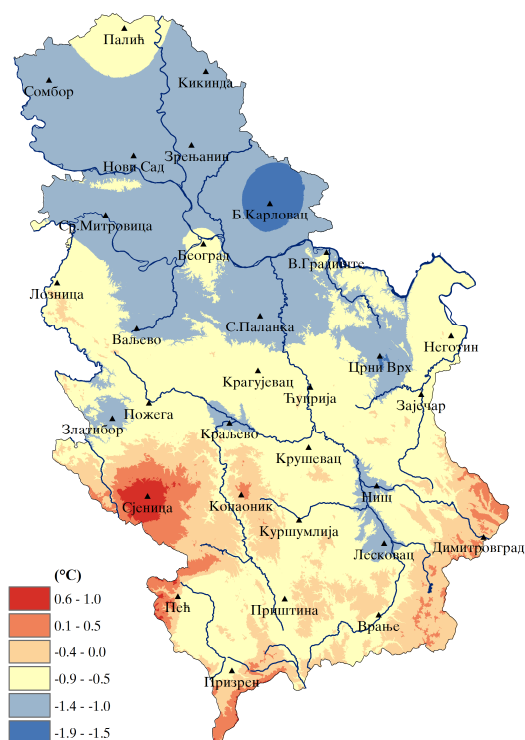 Палић
Кикинда
Сомбор
Зрењанин
Нови Сад
Ср.Митровица
Б.Карловац
Београд
В.Градиште
Лозница
С.Паланка
Ваљево
Неготин
Црни Врх
Крагујевац
Ћуприја
Зајечар
Пожега
Златибор
Краљево
Крушевац
Ниш
Сјеница
Копаоник
Куршумлија
Димитровград
Лесковац
(°C)
0.6 - 1.0
0.1 - 0.5
-0.4 - 0.0
-0.9 - -0.5
-1.4 - -1.0
-1.9 - -1.5
Пећ
Приштина
Врање
Призрен